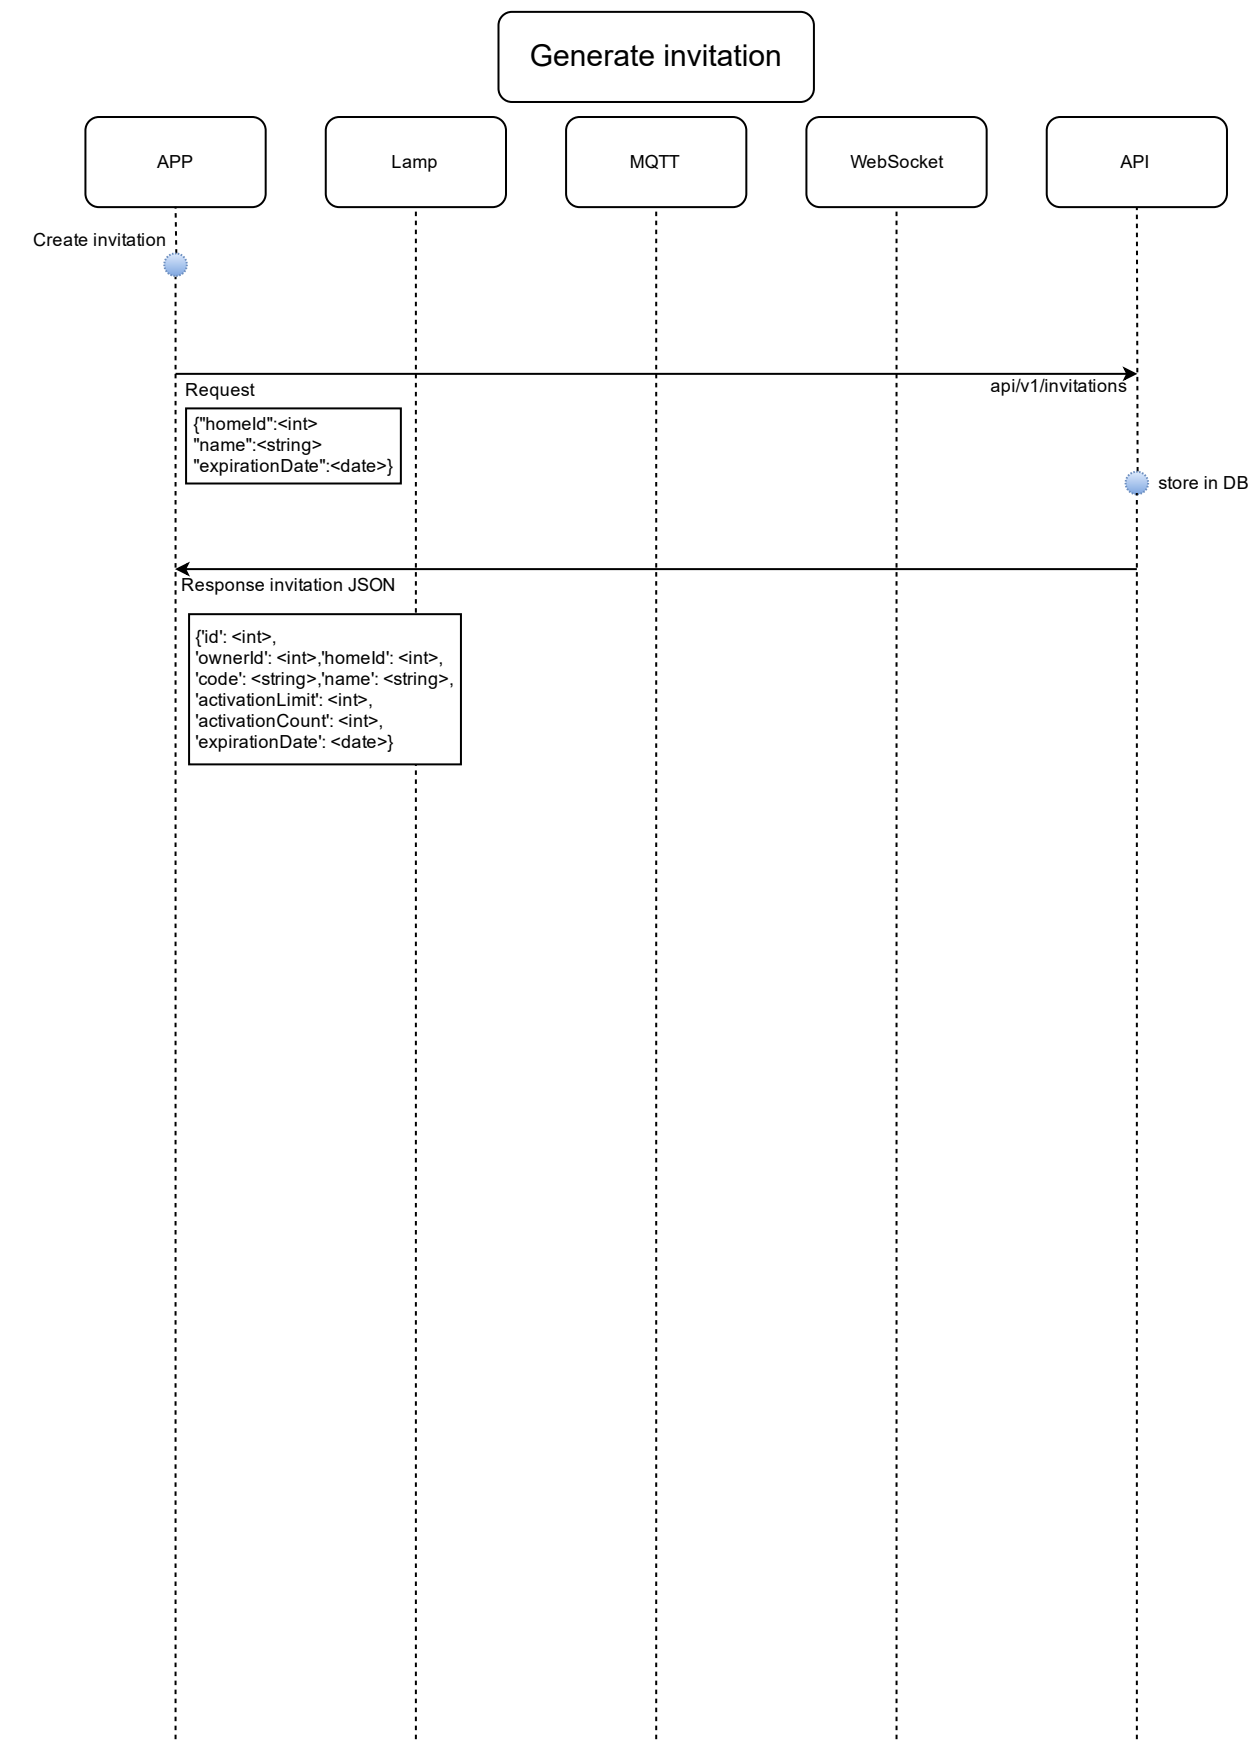 Generate invitation
APP
Lamp
MQTT
WebSocket
API
Create invitation
Request
api/v1/invitations
{"homeId":<int>
"name":<string>
"expirationDate":<date>}
store in DB
Response invitation JSON
{'id': <int>,
'ownerId': <int>,'homeId': <int>,
'code': <string>,'name': <string>,
'activationLimit': <int>,
'activationCount': <int>,
'expirationDate': <date>}